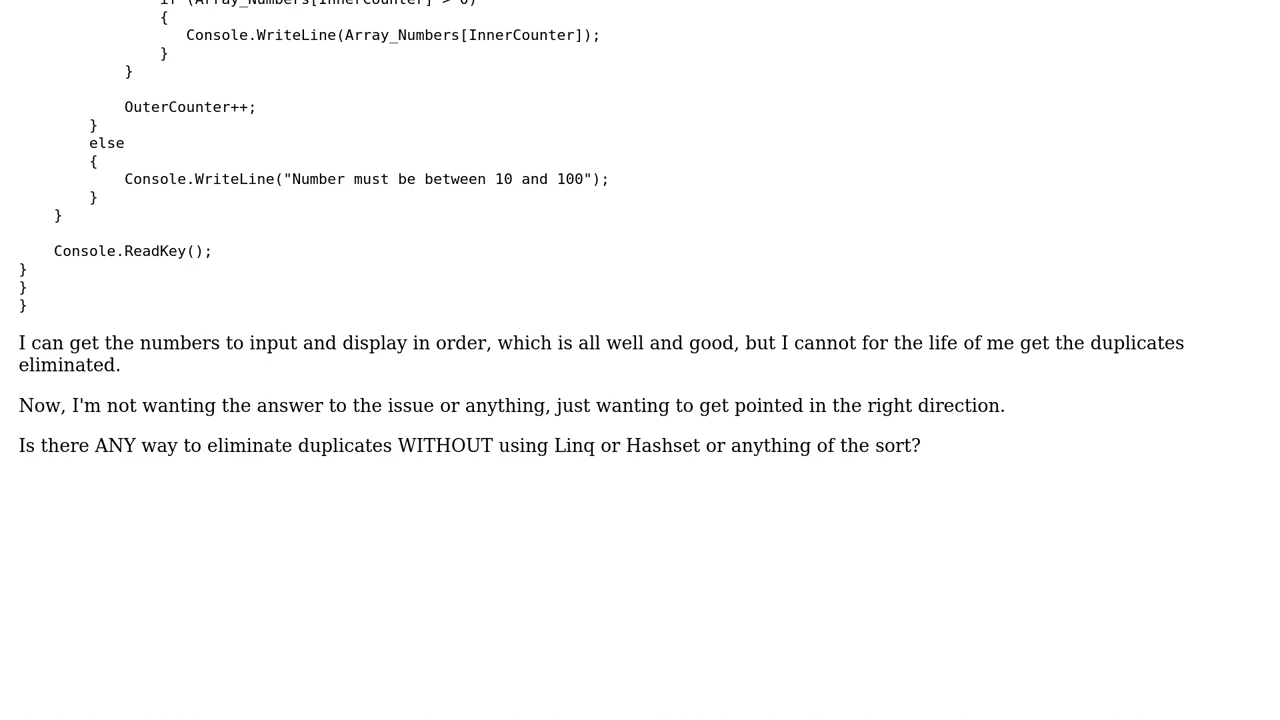 if (Array_Numbers[InnerCounter] > 0)
{
Console.WriteLine(Array_Numbers[InnerCounter]);
}
}
OuterCounter++;
}
else
{
Console.WriteLine("Number must be between 10 and 100");
}
}
Console.ReadKey();
}
}
}
I can get the numbers to input and display in order, which is all well and good, but I cannot for the life of me get the duplicates
eliminated.
Now, I'm not wanting the answer to the issue or anything, just wanting to get pointed in the right direction.
Is there ANY way to eliminate duplicates WITHOUT using Linq or Hashset or anything of the sort?